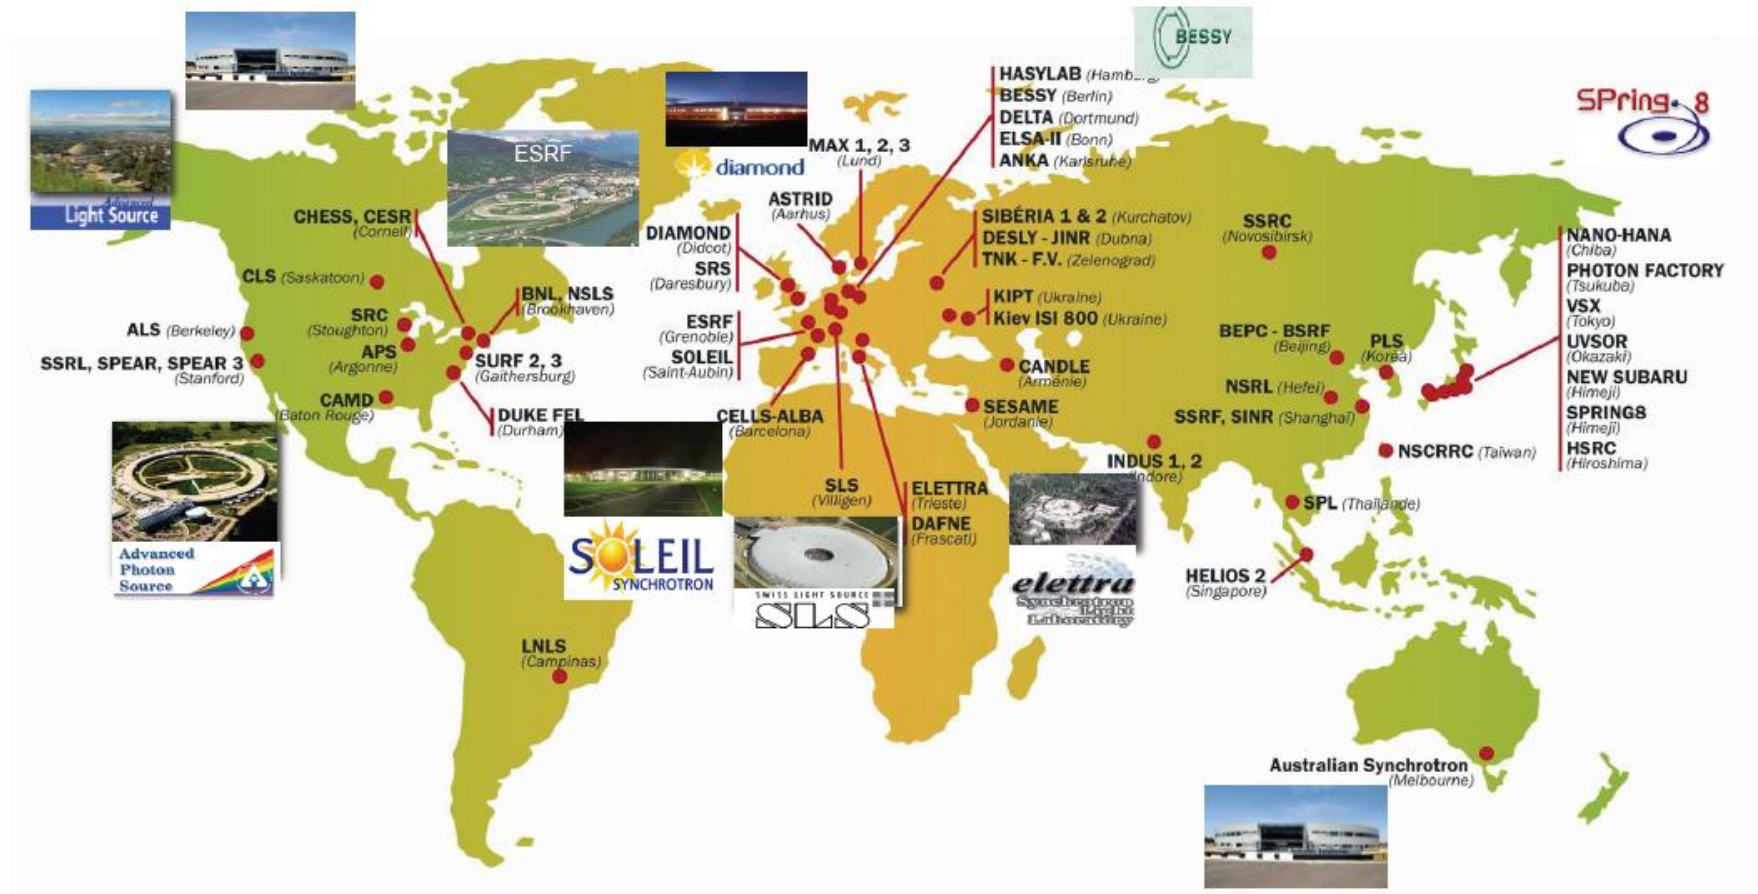 BESSY
SPring-8
ESRF
diamond
Advanced
Light Source
HASYLAB (Hamburg)
BESSY (Berlin)
DELTA (Dortmund)
ELSA-II (Bonn)
ANKA (Karlsruhe)
MAX 1, 2, 3
(Lund)
ASTRID
(Aarhus)
DIAMOND
(Didcot)
SRS
(Daresbury)
ESRF
(Grenoble)
SOLEIL
(Saint-Aubin)
SIBÉRIA 1 & 2 (Kurchatov)
DESLY - JINR (Dubna)
TNK - F.V. (Zelenograd)
KIPT (Ukraine)
Kiev ISI 800 (Ukraine)
CANDLE
(Arménie)
SESAME
(Jordanie)
CHESS, CESR
(Cornell)
CLS (Saskatoon)
BNL, NSLS
(Brookhaven)
SRC
(Stoughton)
ALS (Berkeley)
APS
(Argonne)
SSRL, SPEAR, SPEAR 3
(Stanford)
SURF 2, 3
(Gaithersburg)
CAMD
(Baton Rouge)
DUKE FEL
(Durham)
CELLS-ALBA
(Barcelona)
SLS
(Villigen)
ELETTRA
(Trieste)
DAFNE
(Frascati)
SSRC
(Novosibirsk)
BEPC - BSRF
(Beijing)
PLS
(Koréa)
NSRL (Hefei)
SSRF, SINR (Shanghaï)
INDUS 1, 2
(Indore)
NSCRRC (Taïwan)
SPL (Thaïlande)
HELIOS 2
(Singapore)
NANO-HANA
(Chiba)
PHOTON FACTORY
(Tsukuba)
VSX
(Tokyo)
UVSOR
(Okazaki)
NEW SUBARU
(Himeji)
SPRING8
(Himeji)
HSRC
(Hiroshima)
Advanced
Photon
Source
SOLEIL
SYNCHROTRON
SWISS LIGHT SOURCE
SLS
elettra
Synchrotron
Light
Laboratory
LNLS
(Campinas)
Australian Synchrotron
(Melbourne)